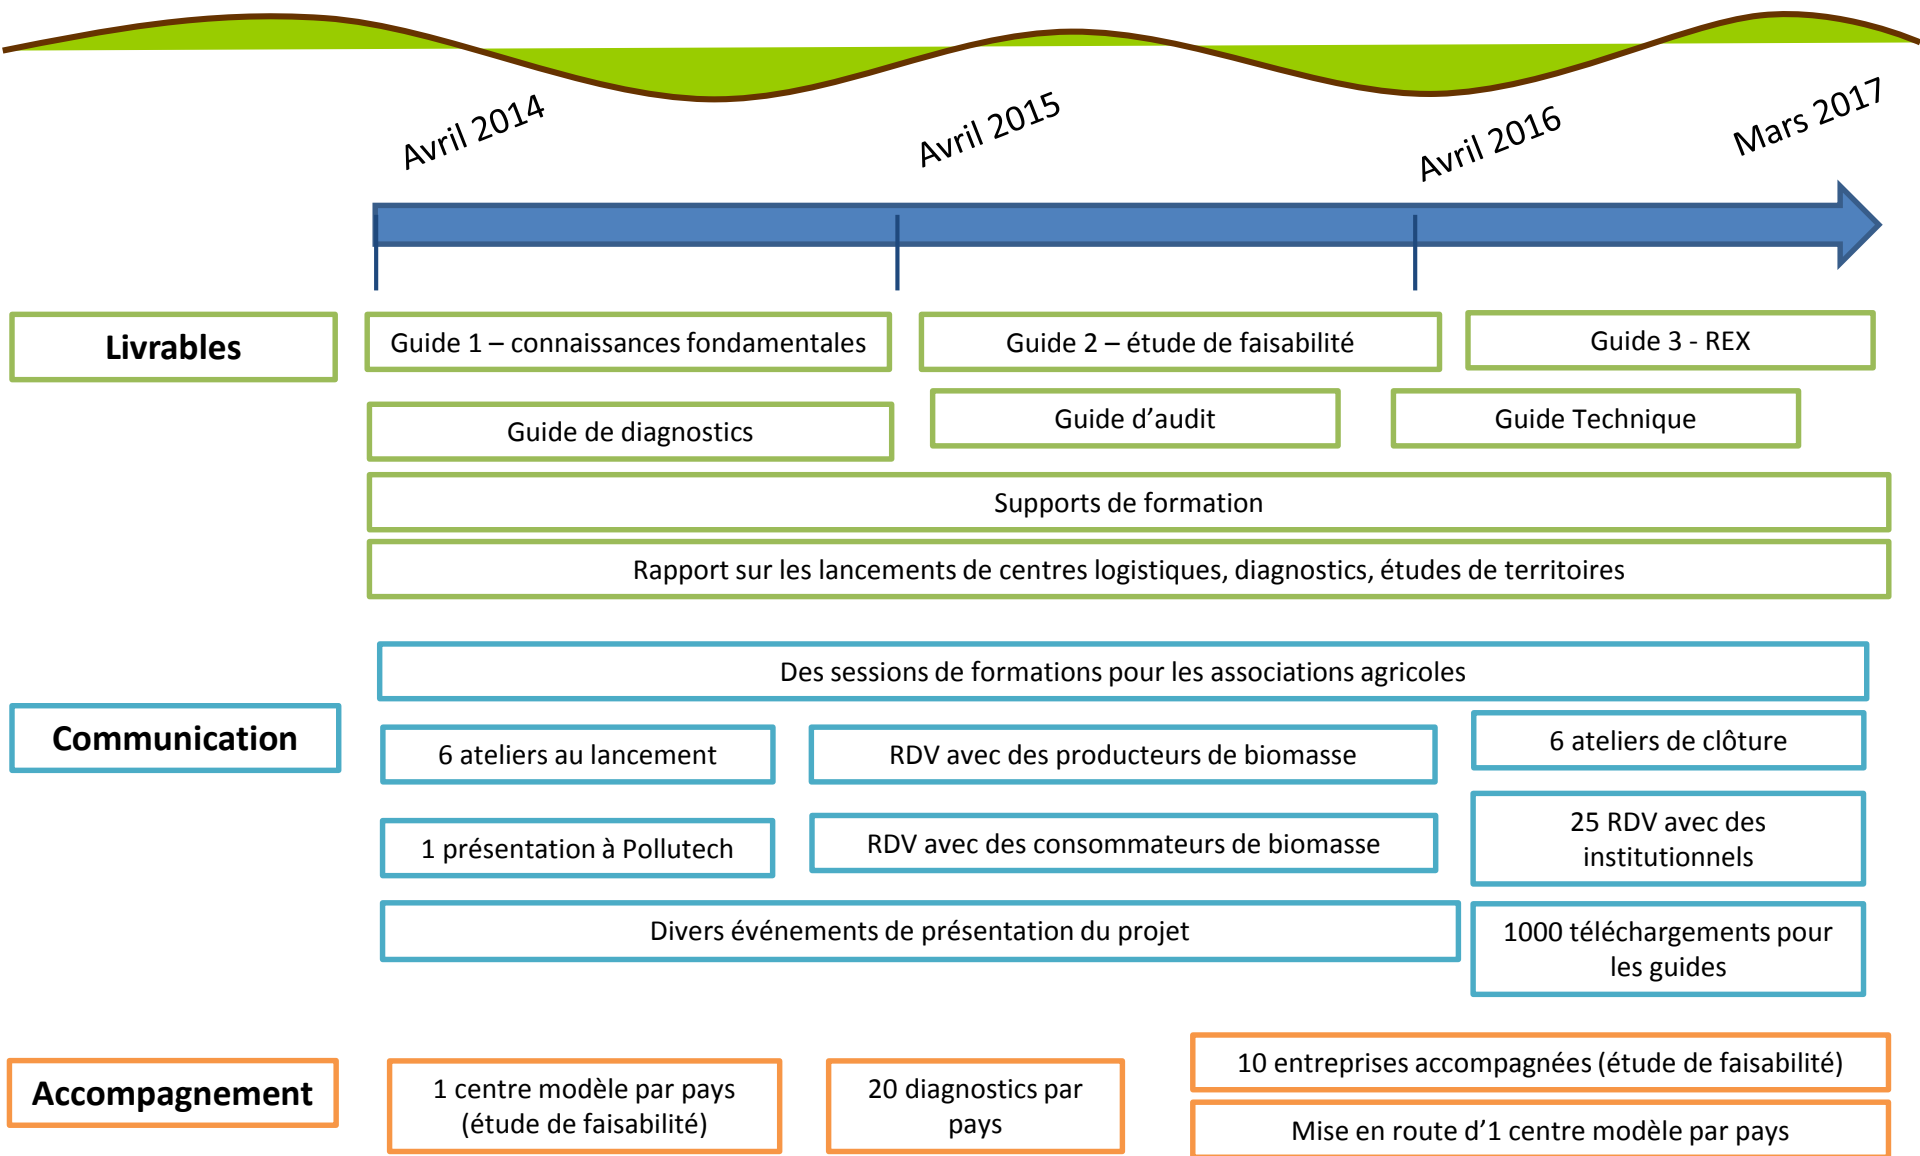 Avril 2014
Avril 2015
Avril 2016
Mars 2017
Livrables
Guide 1 – connaissances fondamentales
Guide 2 – étude de faisabilité
Guide 3 - REX
Guide de diagnostics
Guide d’audit
Guide Technique
Supports de formation
Rapport sur les lancements de centres logistiques, diagnostics, études de territoires
Communication
Des sessions de formations pour les associations agricoles
6 ateliers au lancement
RDV avec des producteurs de biomasse
6 ateliers de clôture
1 présentation à Pollutech
RDV avec des consommateurs de biomasse
25 RDV avec des
institutionnels
Divers événements de présentation du projet
1000 téléchargements pour
les guides
Accompagnement
1 centre modèle par pays
(étude de faisabilité)
20 diagnostics par
pays
10 entreprises accompagnées (étude de faisabilité)
Mise en route d’1 centre modèle par pays